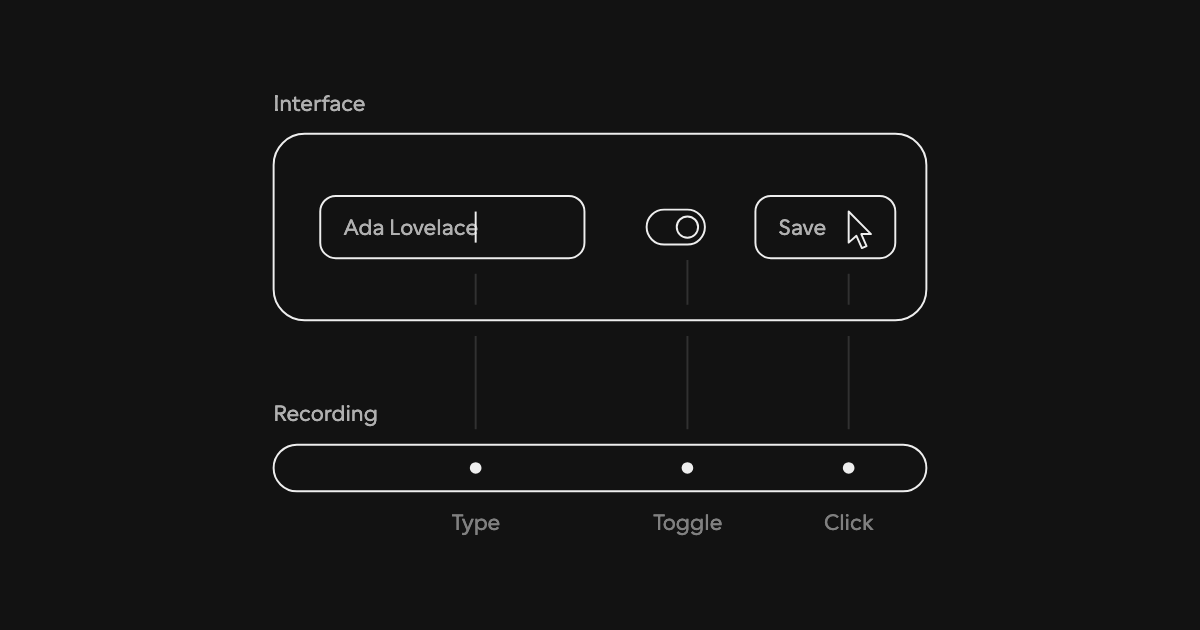 Interface
Ada Lovelace
Save
Recording
Type
Toggle
Click